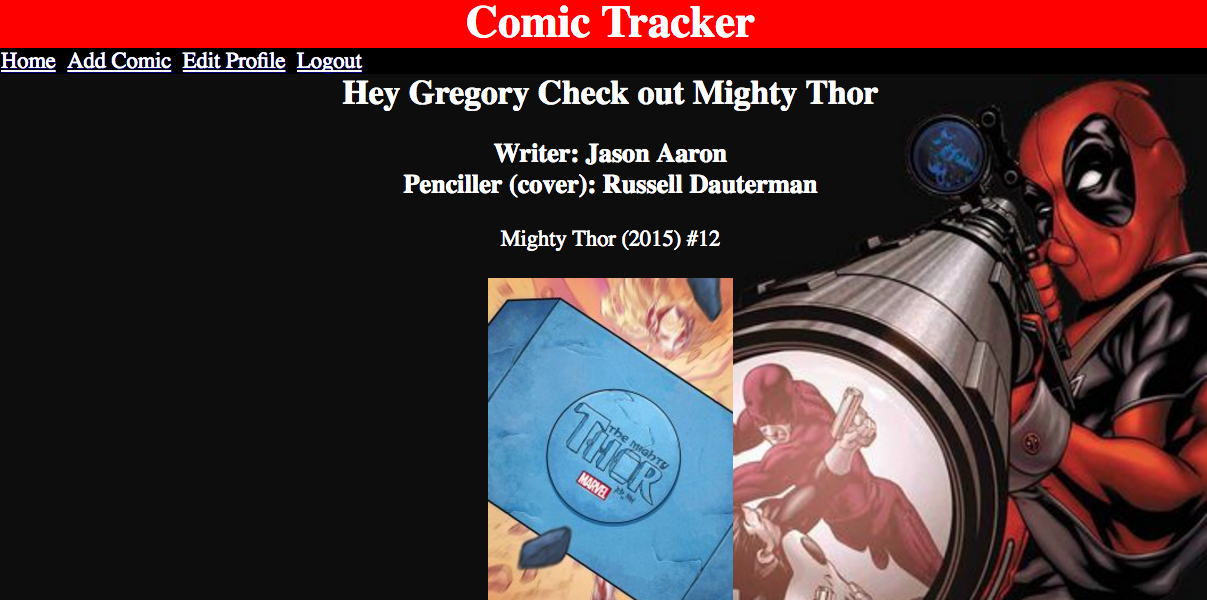 Comic Tracker
Home Add Comic Edit Profile Logout
Hey Gregory Check out Mighty Thor
Writer: Jason Aaron
Penciller (cover): Russell Dauterman
Mighty Thor (2015) #12
The Mighty
THOR
MARVEL